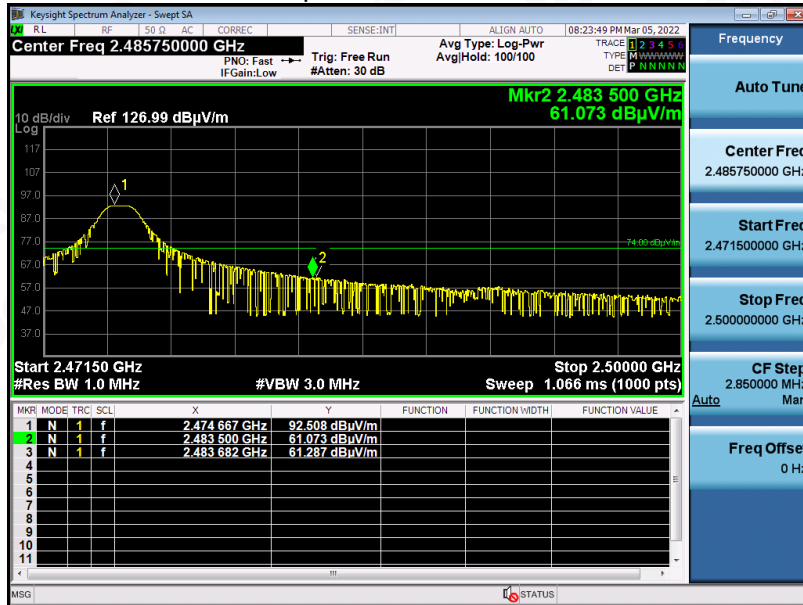 Keysight Spectrum Analyzer - Swept SA
LXI RL RF 50 Ω AC CORREC SENSE:INT ALIGN AUTO 08:23:49 PM Mar 05, 2022
Center Freq 2.485750000 GHz
PNO: Fast
IFGain:Low
Trig: Free Run
#Atten: 30 dB
Avg Type: Log-Pwr
Avg|Hold: 100/100
TRACE 1 2 3 4 5 6
TYPE M WWWWW
DET P N N N N N
Mkr2 2.483 500 GHz
61.073 dBµV/m
10 dB/div Ref 126.99 dBµV/m
Log
117
107
97.0
87.0
77.0
67.0
57.0
47.0
37.0
1
2
74.00 dBµV/m
Start 2.47150 GHz Stop 2.50000 GHz
#Res BW 1.0 MHz #VBW 3.0 MHz Sweep 1.066 ms (1000 pts)
MKR MODE TRC SCL X Y FUNCTION FUNCTION WIDTH FUNCTION VALUE
1 N 1 f 2.474 667 GHz 92.508 dBµV/m
2 N 1 f 2.483 500 GHz 61.073 dBµV/m
3 N 1 f 2.483 682 GHz 61.287 dBµV/m
4
5
6
7
8
9
10
11
MSG STATUS
Frequency
Auto Tune
Center Freq
2.485750000 GHz
Start Freq
2.471500000 GHz
Stop Freq
2.500000000 GHz
CF Step
2.850000 MHz
Auto Man
Freq Offset
0 Hz